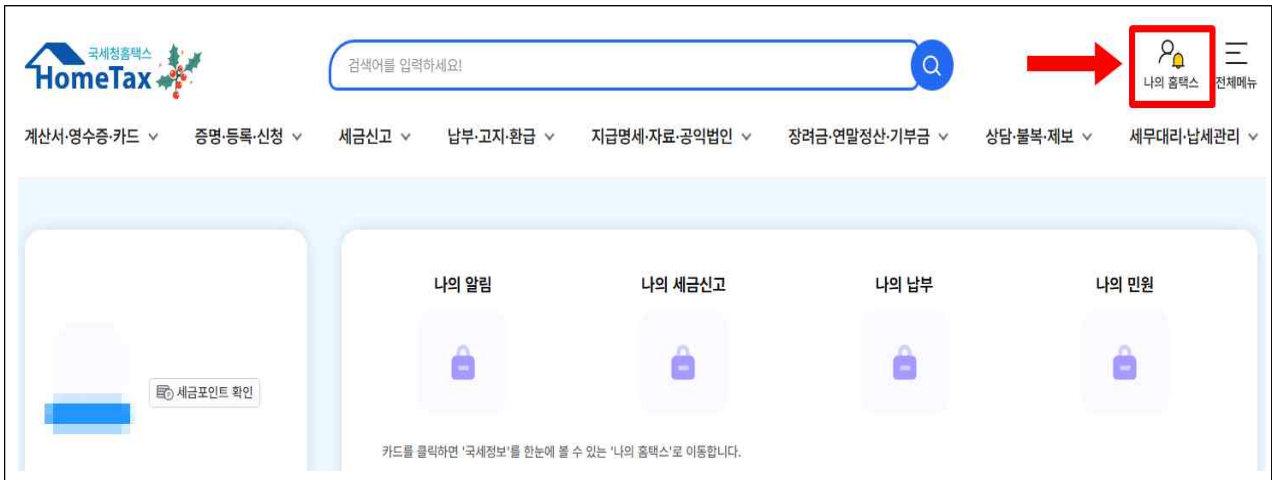 국세청홈택스
HomeTax
검색어를 입력하세요!
나의 홈택스
전체메뉴
계산서·영수증·카드 증명·등록·신청 세금신고 납부·고지·환급 지급명세·자료·공익법인 장려금·연말정산·기부금 상담·불복·제보 세무대리·납세관리
나의 알림 나의 세금신고 나의 납부 나의 민원
세금포인트 확인
카드를 클릭하면 '국세정보'를 한눈에 볼 수 있는 '나의 홈택스'로 이동합니다.